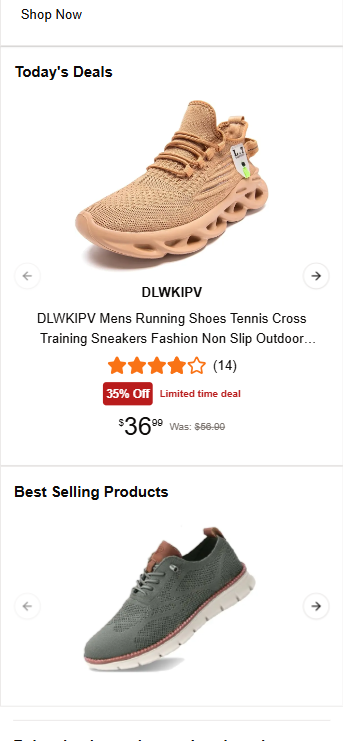 Shop Now
Today's Deals
DLWKIPV
DLWKIPV Mens Running Shoes Tennis Cross
Training Sneakers Fashion Non Slip Outdoor...
(14)
35% Off Limited time deal
$36.99 Was: $56.90
Best Selling Products